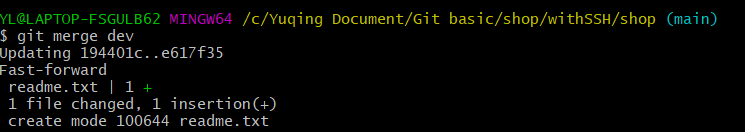 YL@LAPTOP-FSGULB62 MINGW64 /c/Yuqing Document/Git basic/shop/withSSH/shop (main)
$ git merge dev
Updating 194401c..e617f35
Fast-forward
 readme.txt | 1 +
 1 file changed, 1 insertion(+)
 create mode 100644 readme.txt